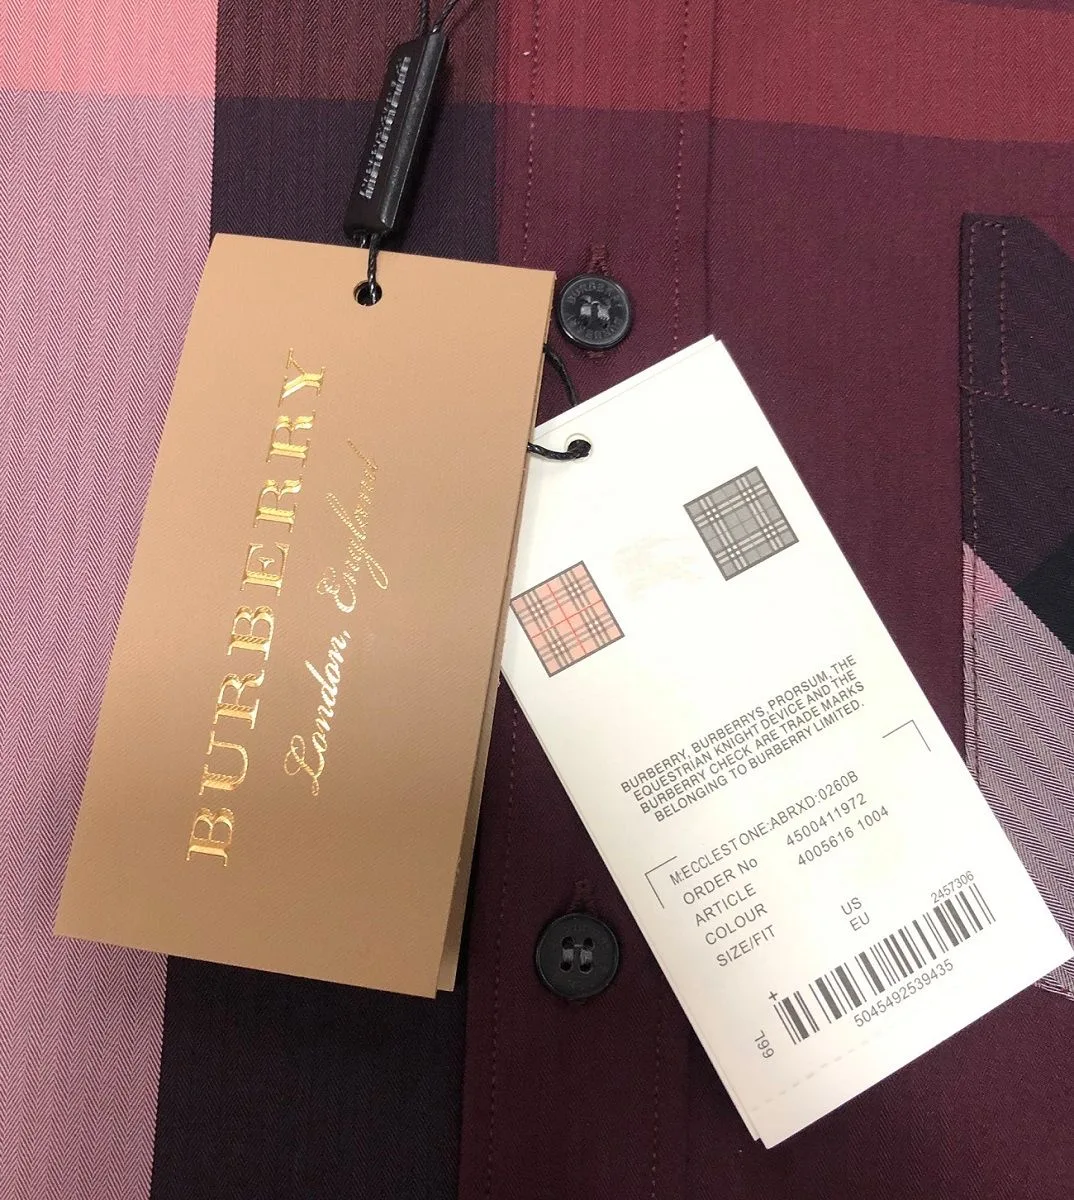 BURBERRY
London, England
BURBERRY, BURBERRYS, PRORSUM, THE
EQUESTRIAN KNIGHT DEVICE AND THE
BURBERRY CHECK ARE TRADE MARKS
BELONGING TO BURBERRY LIMITED.
M:ECCLESTONE:ABRXD:0260B
ORDER No 4500411972
ARTICLE 4005616 1004
COLOUR
SIZE/FIT US
EU
2457306
+
5045492539435
BURBERRY